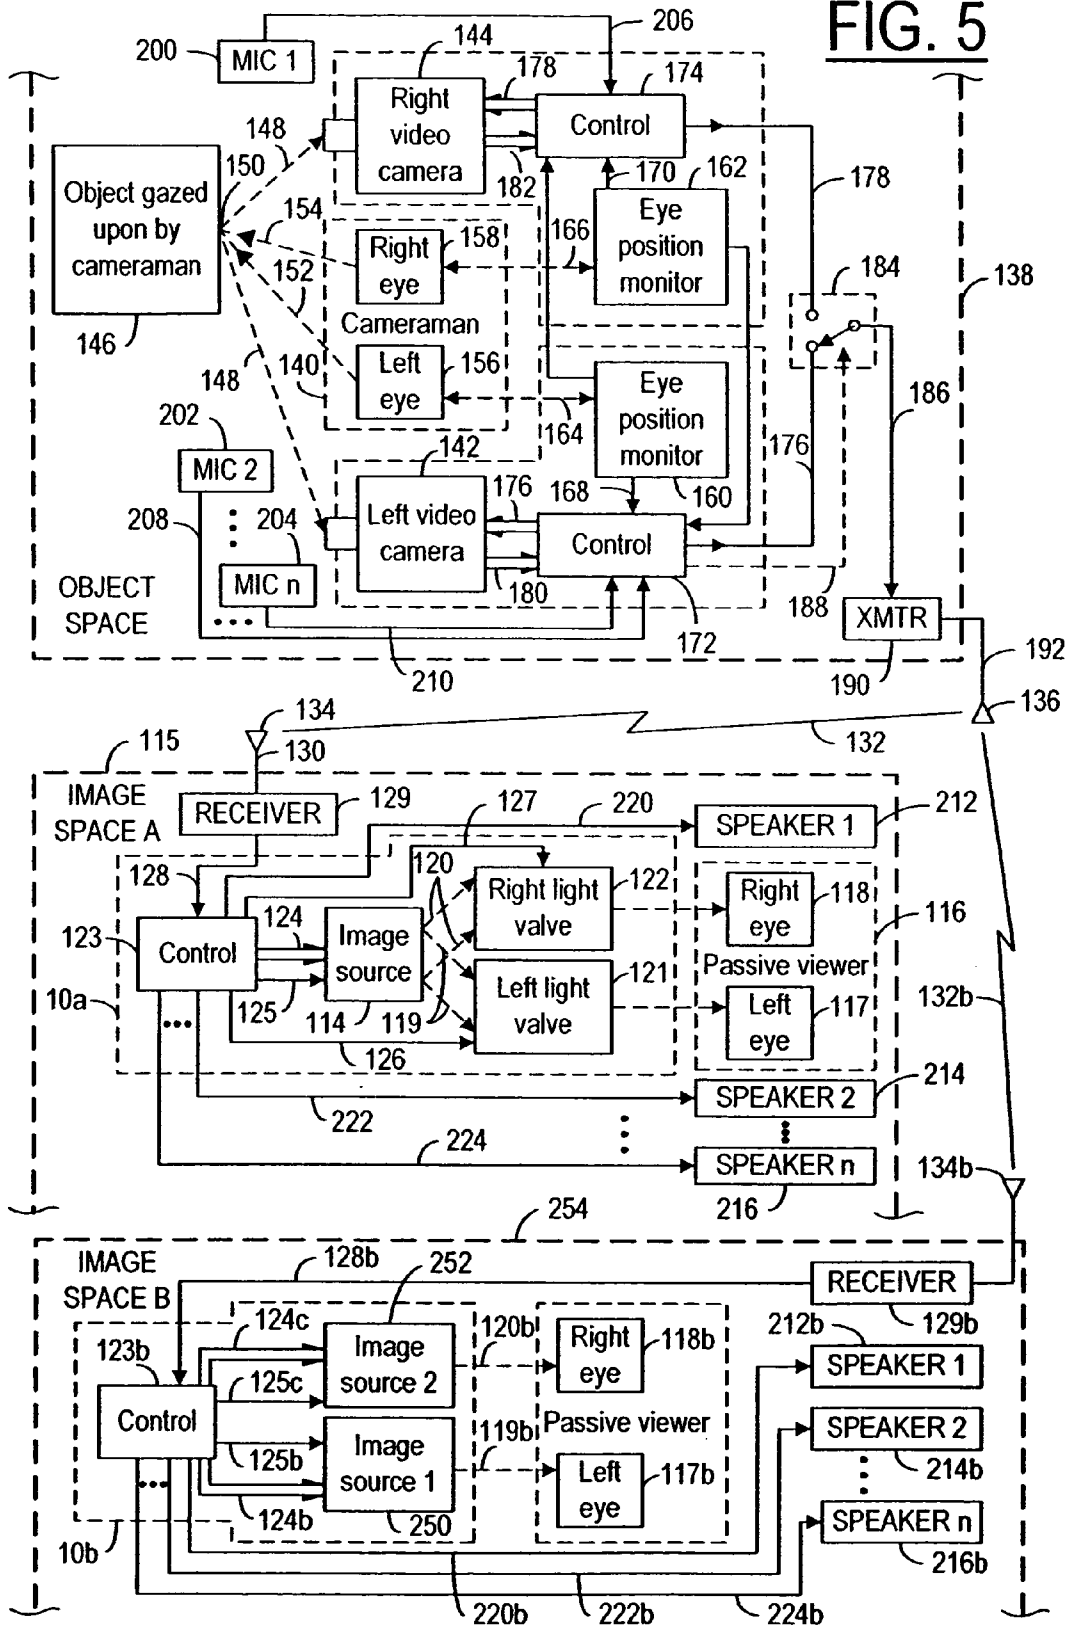 FIG. 5
200
MIC 1
206
144
178
174
Right
video
camera
Control
182
170
162
148
150
Object gazed
upon by
cameraman
146
154
152
Right
eye
158
166
Eye
position
monitor
178
184
138
Cameraman
140
Left
eye
156
164
Eye
position
monitor
148
186
202
MIC 2
142
176
168
160
176
208
204
Left video
camera
Control
MIC n
180
188
OBJECT
SPACE
172
XMTR
210
190
192
134
136
130
132
115
IMAGE
SPACE A
RECEIVER
129
127
220
SPEAKER 1
212
128
120
Right light
valve
122
Right
eye
118
116
123
Control
124
Image
source
Passive viewer
10a
125
114
119
Left light
valve
121
Left
eye
117
132b
126
SPEAKER 2
214
222
224
SPEAKER n
216
134b
254
IMAGE
SPACE B
128b
252
RECEIVER
129b
123b
124c
Image
source 2
120b
Right
eye
118b
212b
SPEAKER 1
Control
125c
Passive viewer
125b
Image
source 1
119b
SPEAKER 2
214b
Left
eye
117b
124b
250
SPEAKER n
10b
216b
220b
222b
224b